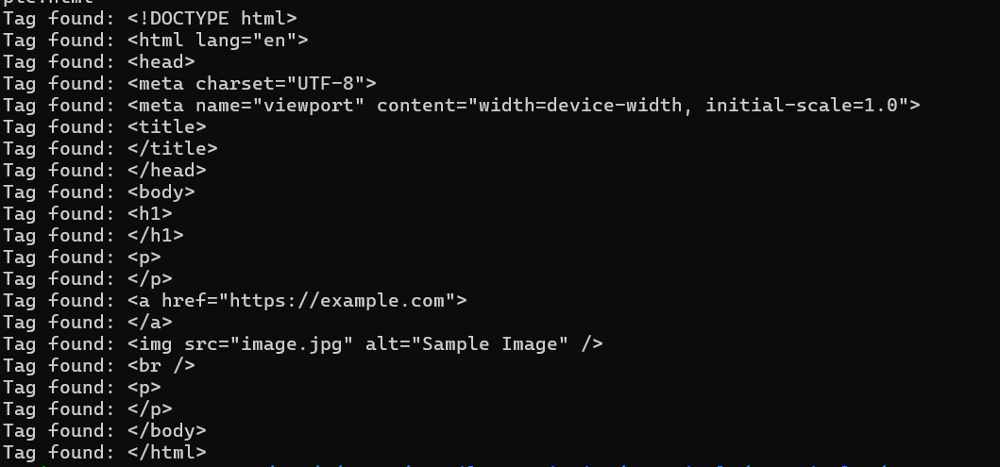 ple.html
Tag found: <!DOCTYPE html>
Tag found: <html lang="en">
Tag found: <head>
Tag found: <meta charset="UTF-8">
Tag found: <meta name="viewport" content="width=device-width, initial-scale=1.0">
Tag found: <title>
Tag found: </title>
Tag found: </head>
Tag found: <body>
Tag found: <h1>
Tag found: </h1>
Tag found: <p>
Tag found: </p>
Tag found: <a href="https://example.com">
Tag found: </a>
Tag found: <img src="image.jpg" alt="Sample Image" />
Tag found: <br />
Tag found: <p>
Tag found: </p>
Tag found: </body>
Tag found: </html>